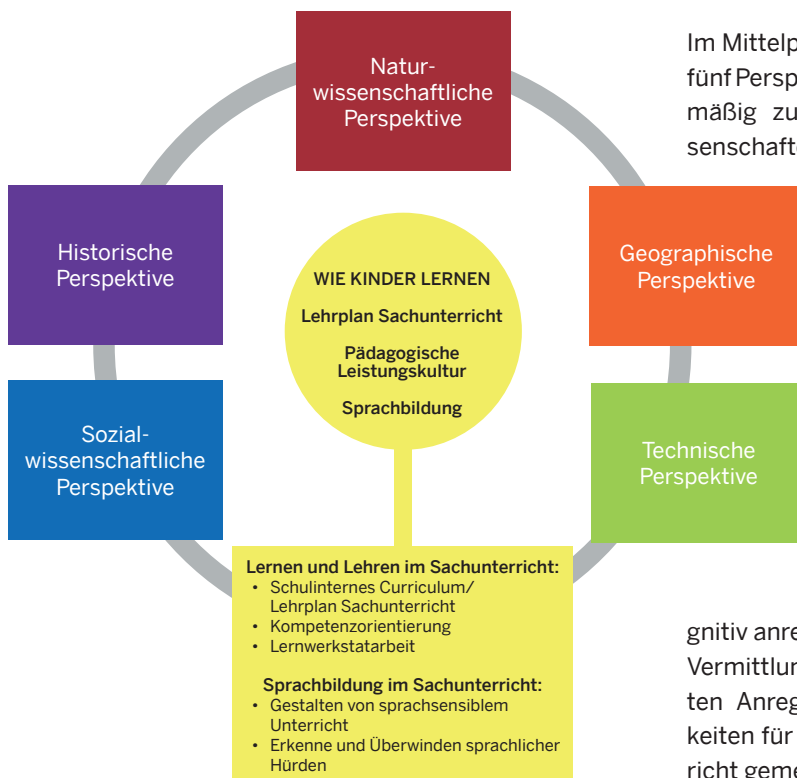 Natur-
wissenschaftliche
Perspektive
Historische
Perspektive
Geographische
Perspektive
WIE KINDER LERNEN
Lehrplan Sachunterricht
Pädagogische
Leistungskultur
Sprachbildung
Sozial-
wissenschaftliche
Perspektive
Technische
Perspektive
Lernen und Lehren im Sachunterricht:
• Schulinternes Curriculum/
Lehrplan Sachunterricht
• Kompetenzorientierung
• Lernwerkstatarbeit
Sprachbildung im Sachunterricht:
• Gestalten von sprachsensiblem
Unterricht
• Erkenne und Überwinden sprachlicher
Hürden
Im Mittelp
fünf Persp
mäßig zu
senschaft
gnitiv anre
Vermittlun
ten Anreg
keiten für
richt geme